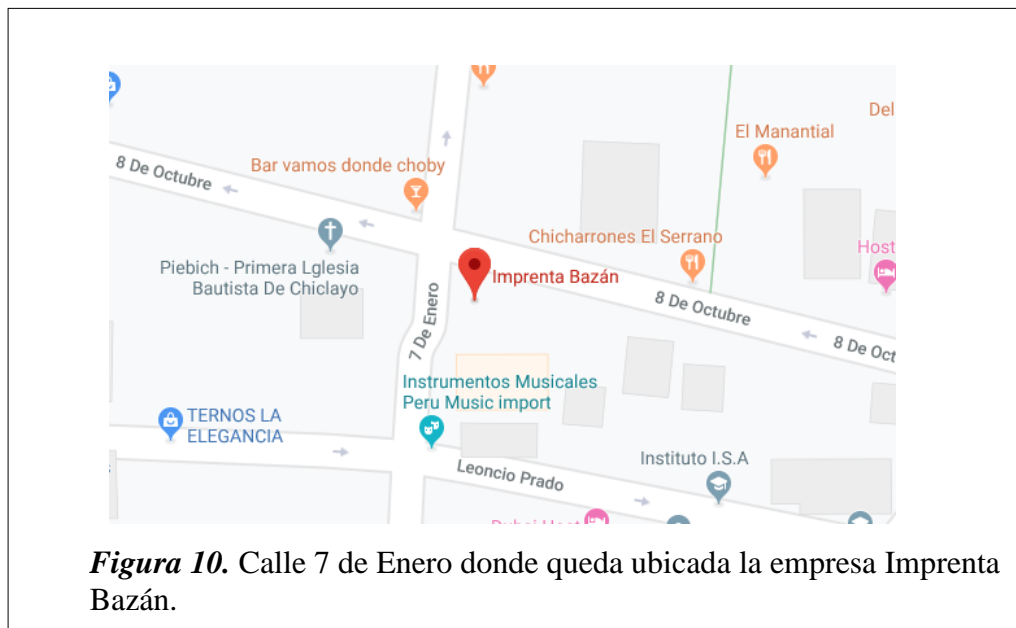 Del
El Manantial
8 De Octubre
Bar vamos donde choby
Chicharrones El Serrano
Host
Piebich - Primera Lglesia
Bautista De Chiclayo
Imprenta Bazán
8 De Octubre
8 De Oct
7 De Enero
Instrumentos Musicales
Peru Music import
TERNOS LA
ELEGANCIA
Instituto I.S.A
Leoncio Prado
Figura 10. Calle 7 de Enero donde queda ubicada la empresa Imprenta
Bazán.